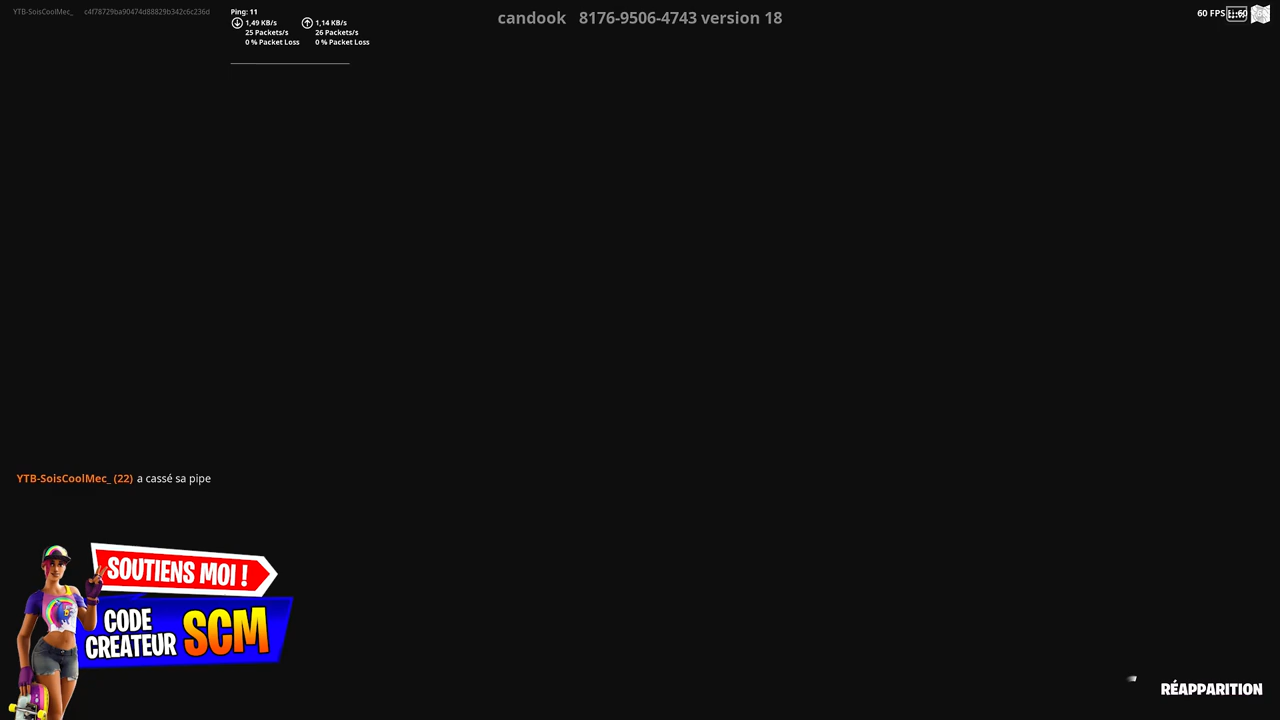 YTB-SoisCoolMec_ c4f78729ba90474d88829b342c6c236d
Ping: 11
1,49 KB/s 1,14 KB/s
25 Packets/s 26 Packets/s
0 % Packet Loss 0 % Packet Loss
candook 8176-9506-4743 version 18
60 FPS
YTB-SoisCoolMec_ (22) a cassé sa pipe
SOUTIENS MOI !
CODE
CREATEUR SCM
RÉAPPARITION